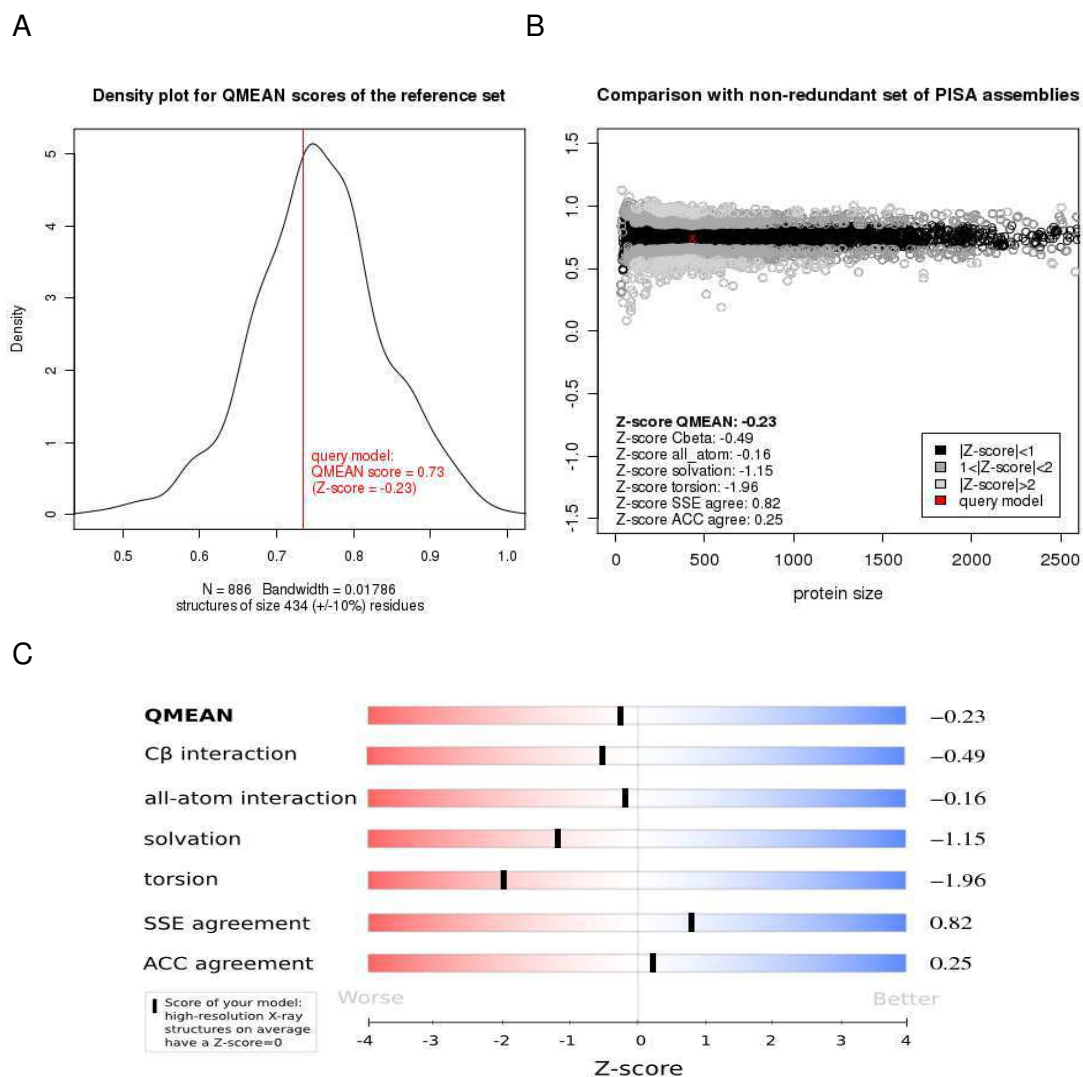 A
B
Density plot for QMEAN scores of the reference set
Density
0
1
2
3
4
5
query model:
QMEAN score = 0.73
(Z-score = -0.23)
0.5 0.6 0.7 0.8 0.9 1.0
N = 886 Bandwidth = 0.01786
structures of size 434 (+/-10%) residues
Comparison with non-redundant set of PISA assemblies
1.5
1.0
0.5
0.0
-0.5
-1.0
-1.5
Z-score QMEAN: -0.23
Z-score Cbeta: -0.49
Z-score all_atom: -0.16
Z-score solvation: -1.15
Z-score torsion: -1.96
Z-score SSE agree: 0.82
Z-score ACC agree: 0.25
|Z-score|<1
1<|Z-score|<2
|Z-score|>2
query model
0 500 1000 1500 2000 2500
protein size
C
QMEAN −0.23
Cβ interaction −0.49
all-atom interaction −0.16
solvation −1.15
torsion −1.96
SSE agreement 0.82
ACC agreement 0.25
Worse Better
Score of your model:
high-resolution X-ray
structures on average
have a Z-score=0
-4 -3 -2 -1 0 1 2 3 4
Z-score